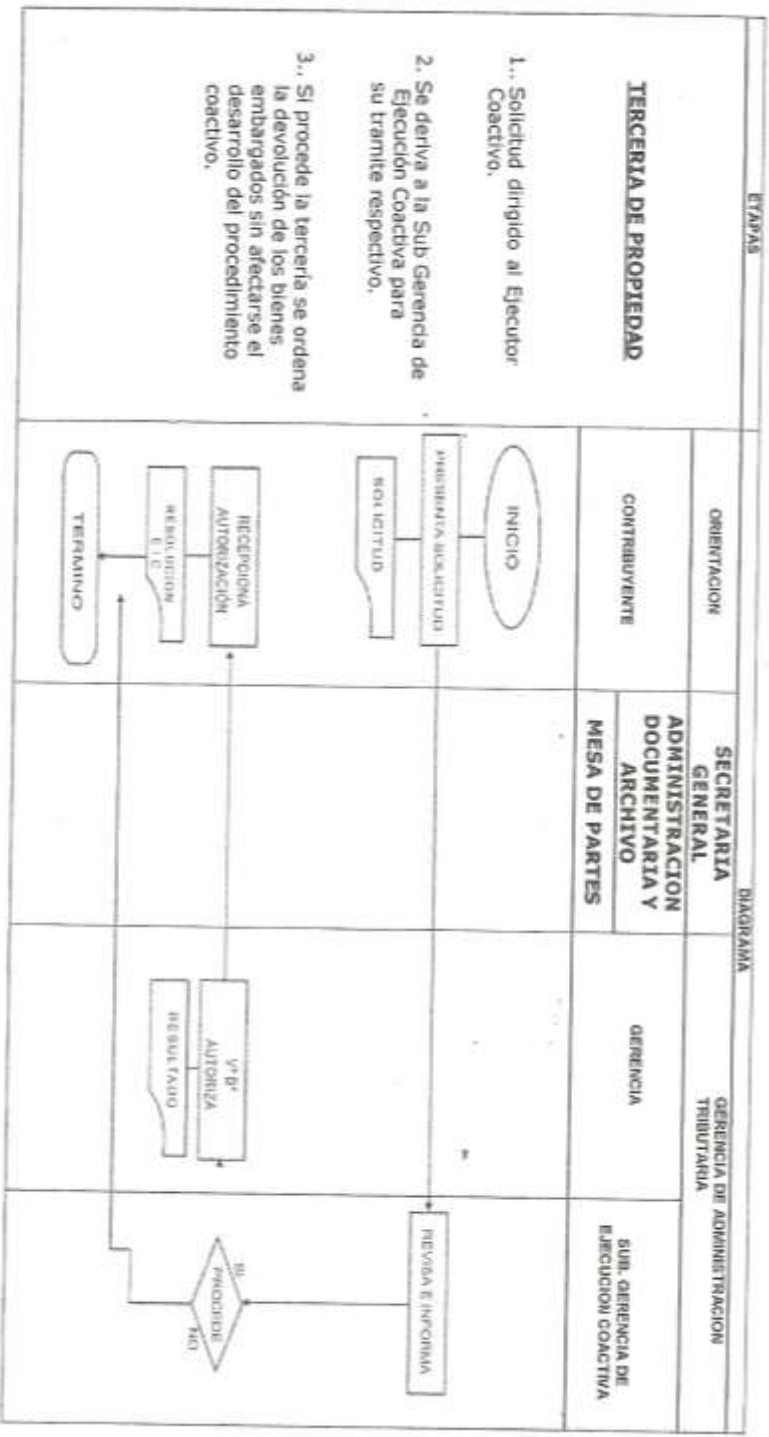 ETAPAS
DIAGRAMA
TERCERIA DE PROPIEDAD
1.. Solicitud dirigido al Ejecutor
Coactivo.
2. Se deriva a la Sub Gerencia de
Ejecución Coactiva para
su tramite respectivo.
3.. Si procede la tercería se ordena
la devolución de los bienes
embargados sin afectarse el
desarrollo del procedimiento
coactivo.
ORIENTACION
CONTRIBUYENTE
SECRETARIA
GENERAL
ADMINISTRACION
DOCUMENTARIA Y
ARCHIVO
MESA DE PARTES
GERENCIA DE ADMINISTRACION
TRIBUTARIA
GERENCIA
SUB. GERENCIA DE
EJECUCION COACTIVA
INICIO
PRESENTA SOLICITUD
SOLICITUD
REVISA E INFORMA
PROCEDE
SI
NO
V°B°
AUTORIZA
RESULTADO
RECEPCIONA
AUTORIZACIÓN
RESOLUCION
TERMINO